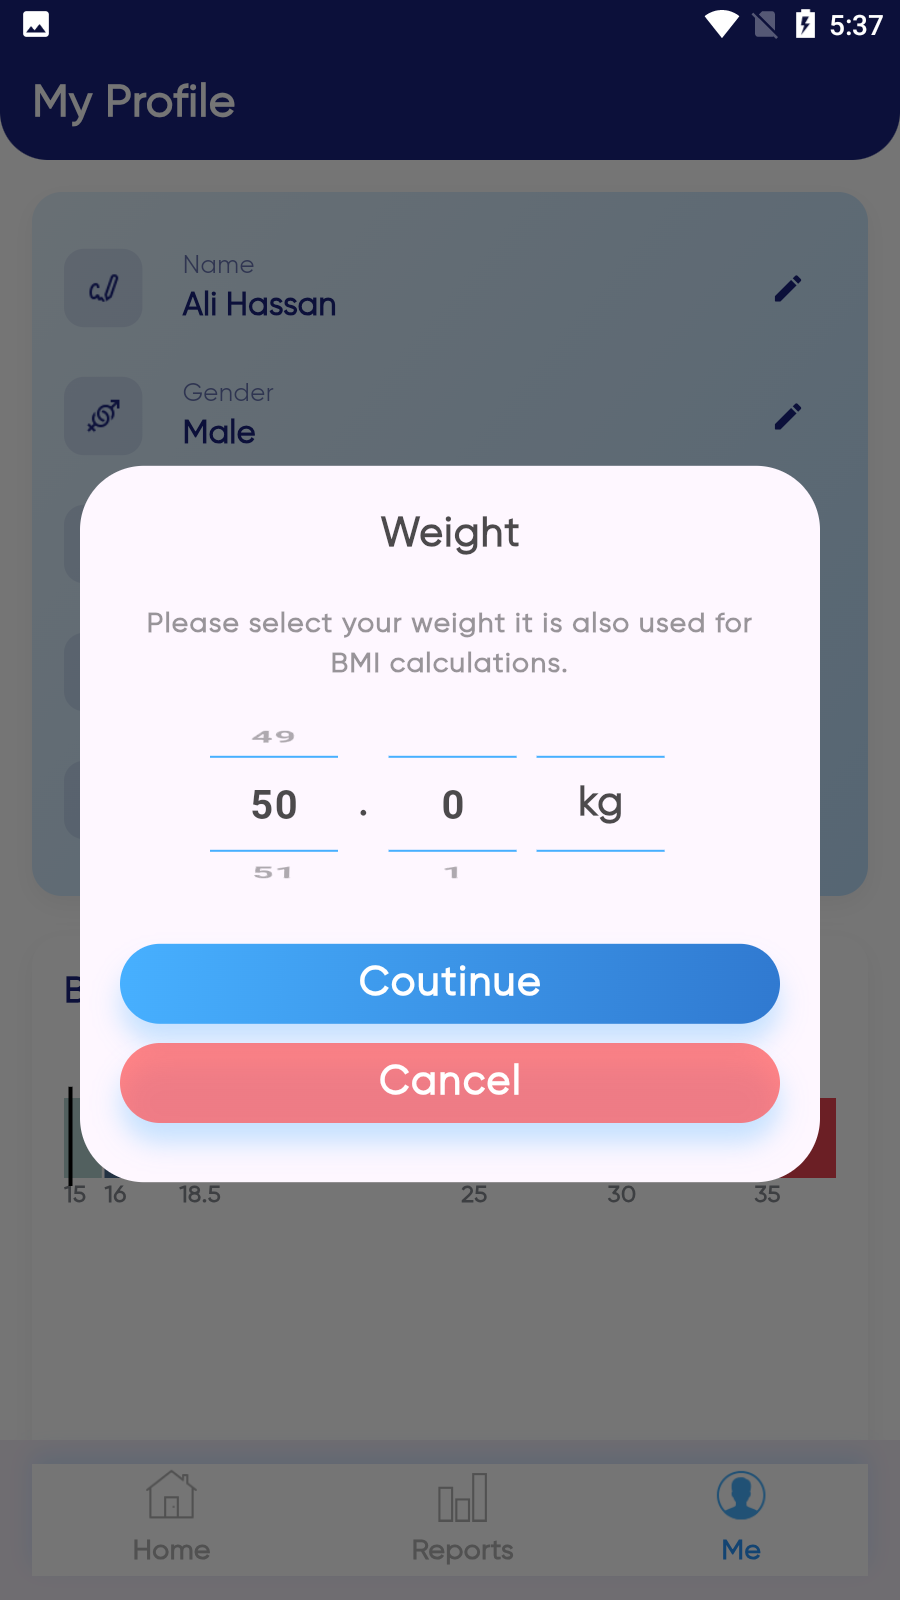 5:37
My Profile
Name
Ali Hassan
Gender
Male
Weight
Please select your weight it is also used for
BMI calculations.
49
50 . 0 kg
51 1
Coutinue
Cancel
B
15 16 18.5 25 30 35
Home Reports Me